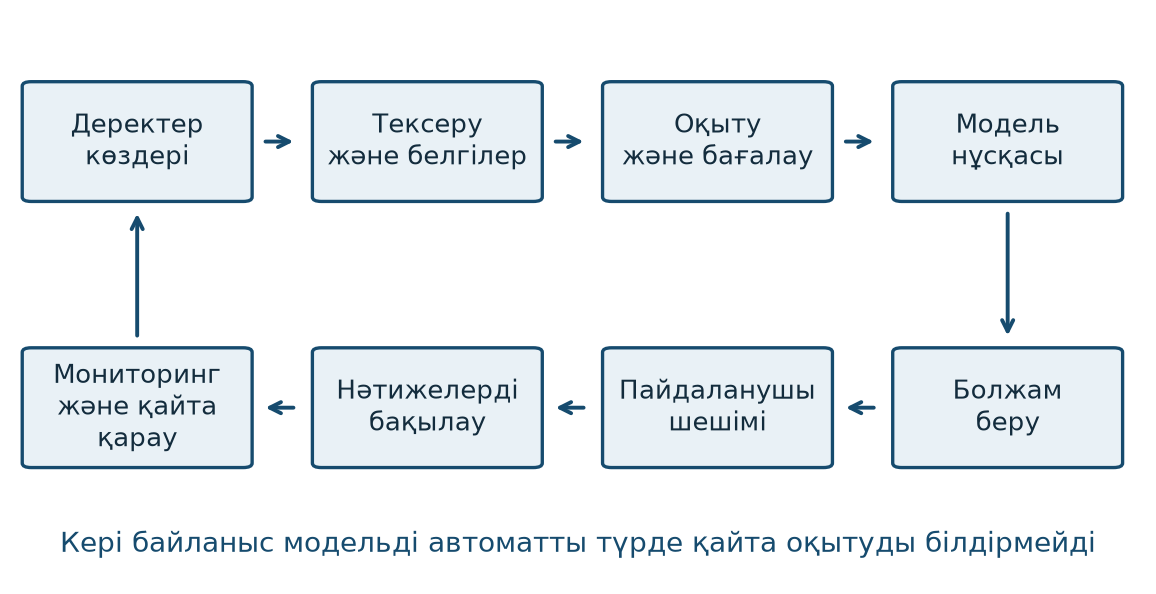 Деректер
көздері
Тексеру
және белгілер
Оқыту
және бағалау
Модель
нұсқасы
Мониторинг
және қайта
қарау
Нәтижелерді
бақылау
Пайдаланушы
шешімі
Болжам
беру
Кері байланыс модельді автоматты түрде қайта оқытуды білдірмейді